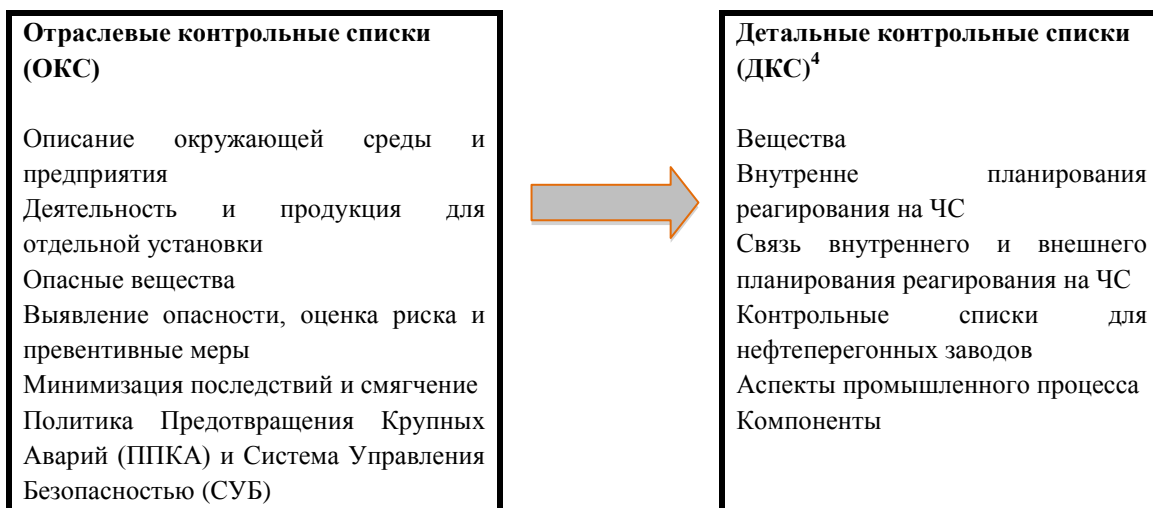 Отраслевые контрольные списки
(ОКС)
Описание окружающей среды и
предприятия
Деятельность и продукция для
отдельной установки
Опасные вещества
Выявление опасности, оценка риска и
превентивные меры
Минимизация последствий и смягчение
Политика Предотвращения Крупных
Аварий (ППКА) и Система Управления
Безопасностью (СУБ)
Детальные контрольные списки
(ДКС)⁴
Вещества
Внутренне планирования
реагирования на ЧС
Связь внутреннего и внешнего
планирования реагирования на ЧС
Контрольные списки для
нефтеперегонных заводов
Аспекты промышленного процесса
Компоненты